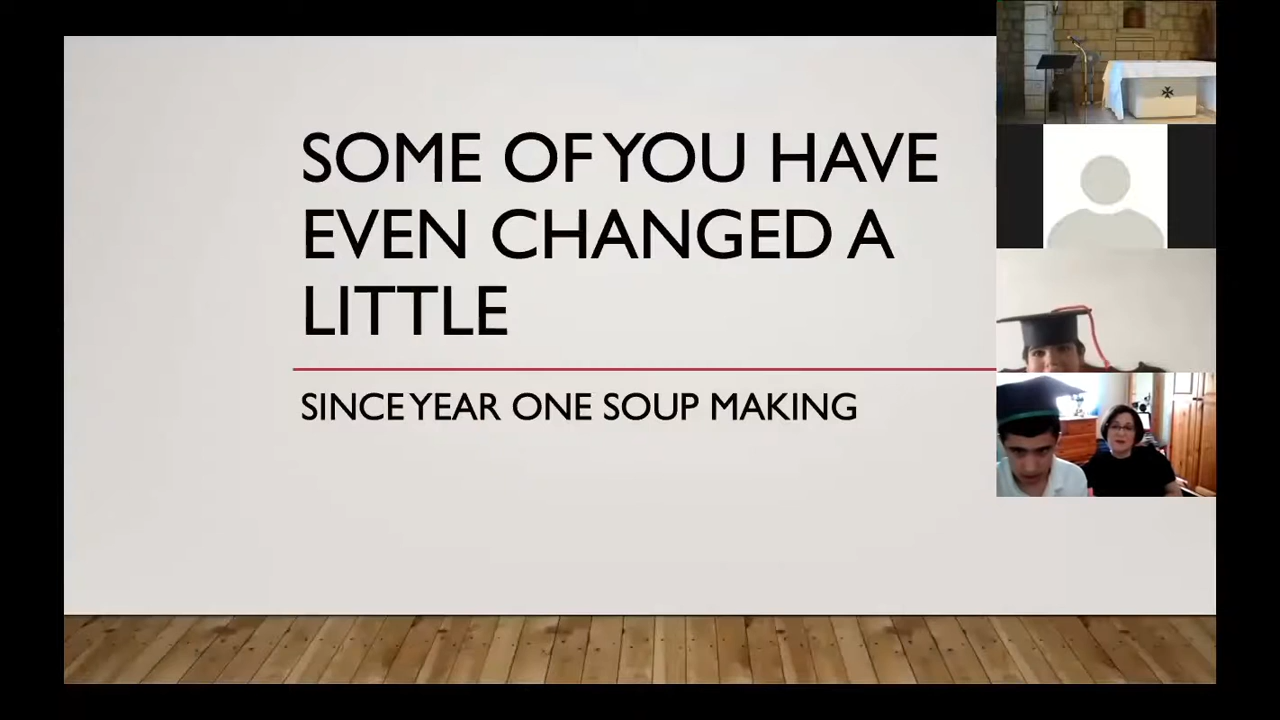 SOME OF YOU HAVE
EVEN CHANGED A
LITTLE
SINCE YEAR ONE SOUP MAKING